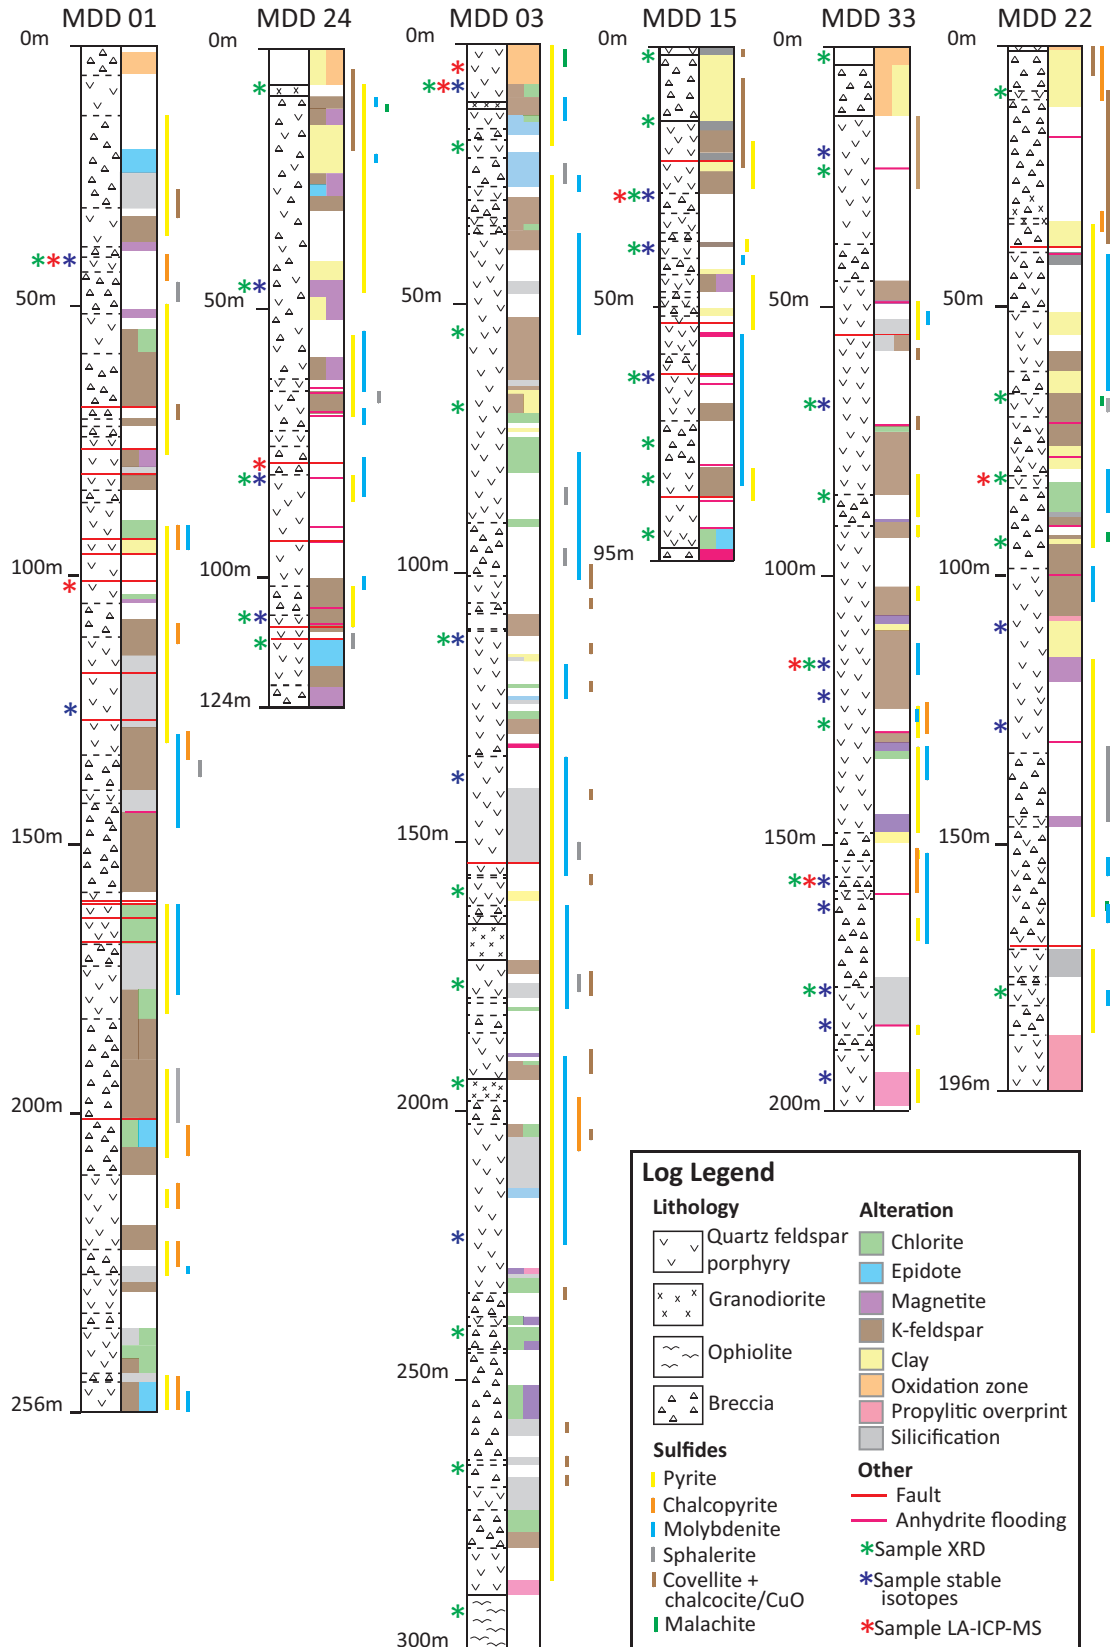 MDD 01
MDD 24
MDD 03
MDD 15
MDD 33
MDD 22
0m
0m
0m
0m
0m
0m
50m
50m
50m
50m
50m
50m
95m
100m
100m
100m
100m
100m
124m
150m
150m
150m
150m
200m
200m
200m
196m
250m
256m
300m
Log Legend
Lithology
Quartz feldspar
porphyry
Granodiorite
Ophiolite
Breccia
Sulfides
Pyrite
Chalcopyrite
Molybdenite
Sphalerite
Covellite +
chalcocite/CuO
Malachite
Alteration
Chlorite
Epidote
Magnetite
K-feldspar
Clay
Oxidation zone
Propylitic overprint
Silicification
Other
Fault
Anhydrite flooding
*Sample XRD
*Sample stable
isotopes
*Sample LA-ICP-MS